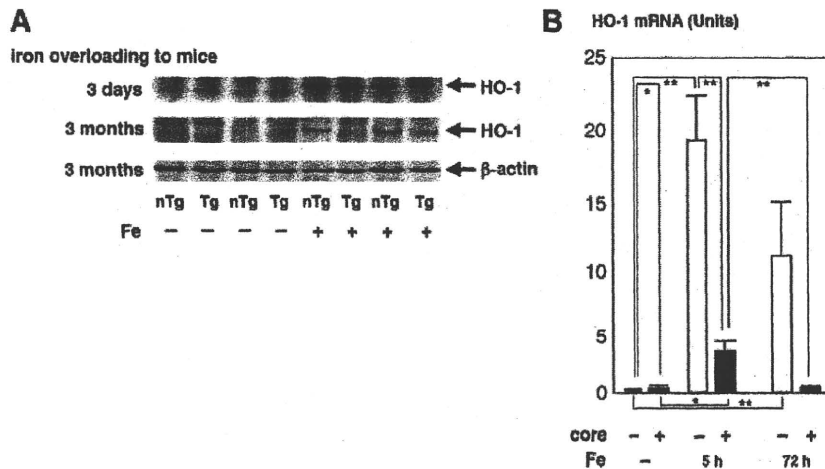 A
iron overloading to mice
3 days HO-1
3 months HO-1
3 months β-actin
nTg Tg nTg Tg nTg Tg nTg Tg
Fe − − − − + + + +
B HO-1 mRNA (Units)
25
20
15
10
5
0
* ** ** **
* **
core − + − + − +
Fe − 5 h 72 h